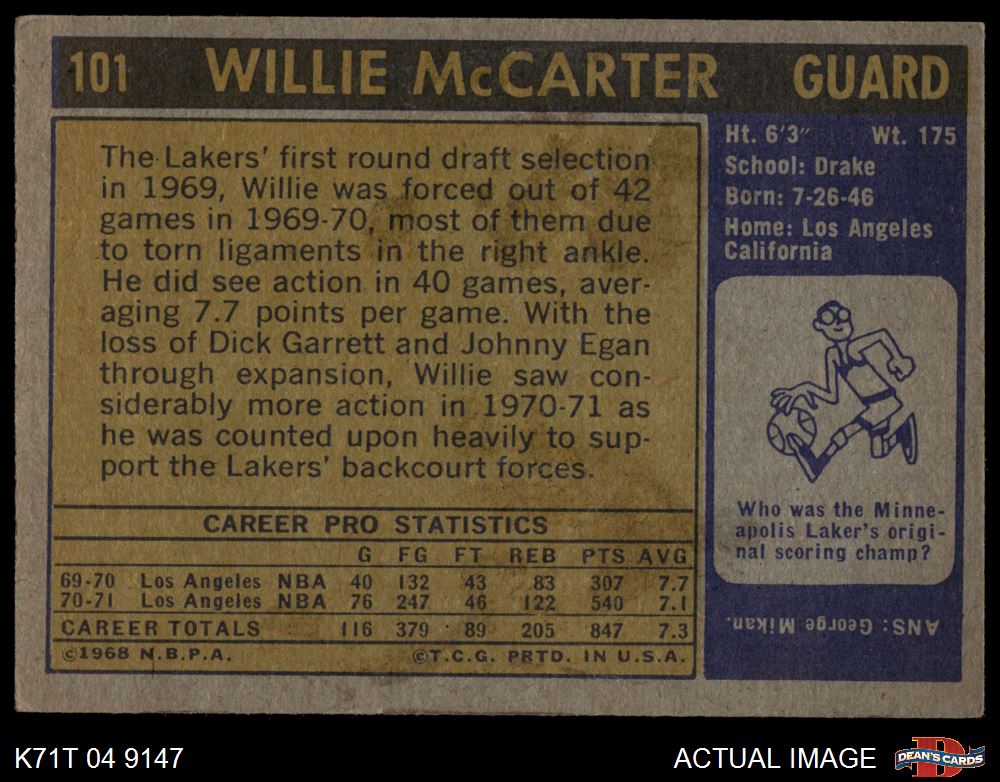 101 WILLIE McCARTER GUARD
The Lakers' first round draft selection
in 1969, Willie was forced out of 42
games in 1969-70, most of them due
to torn ligaments in the right ankle.
He did see action in 40 games, aver-
aging 7.7 points per game. With the
loss of Dick Garrett and Johnny Egan
through expansion, Willie saw con-
siderably more action in 1970-71 as
he was counted upon heavily to sup-
port the Lakers' backcourt forces.
CAREER PRO STATISTICS
G FG FT REB PTS AVG
69-70 Los Angeles NBA 40 132 43 83 307 7.7
70-71 Los Angeles NBA 76 247 46 122 540 7.1
CAREER TOTALS 116 379 89 205 847 7.3
©1968 N.B.P.A. ©T.C.G. PRTD. IN U.S.A.
Ht. 6'3" Wt. 175
School: Drake
Born: 7-26-46
Home: Los Angeles
California
Who was the Minne-
apolis Laker's origi-
nal scoring champ?
ANS: George Mikan.
K71T 04 9147
ACTUAL IMAGE
D
DEAN'S CARDS